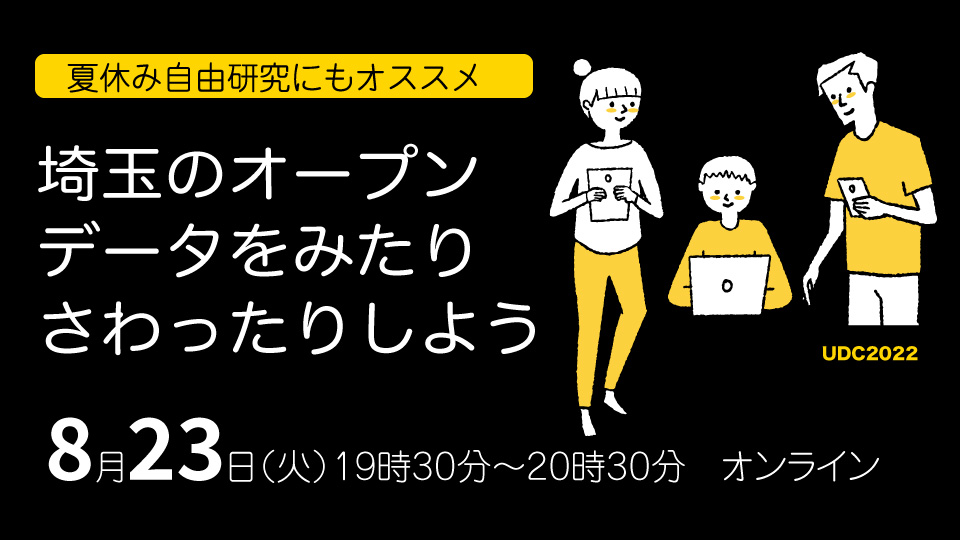 夏休み自由研究にもオススメ
埼玉のオープン
データをみたり
さわったりしよう
UDC2022
8月23日(火)19時30分～20時30分　オンライン